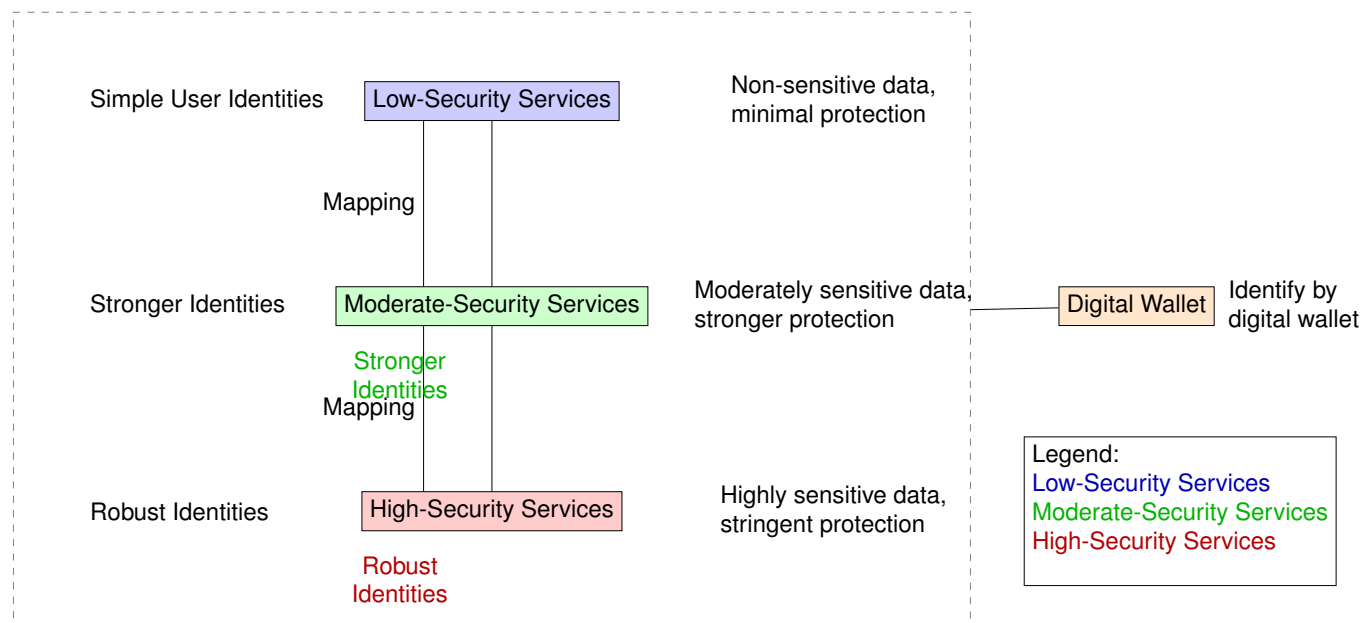 Simple User Identities
Low-Security Services
Non-sensitive data,
minimal protection
Mapping
Stronger Identities
Moderate-Security Services
Moderately sensitive data,
stronger protection
Digital Wallet
Identify by
digital wallet
Stronger
Identities
Mapping
Robust Identities
High-Security Services
Highly sensitive data,
stringent protection
Robust
Identities
Legend:
Low-Security Services
Moderate-Security Services
High-Security Services